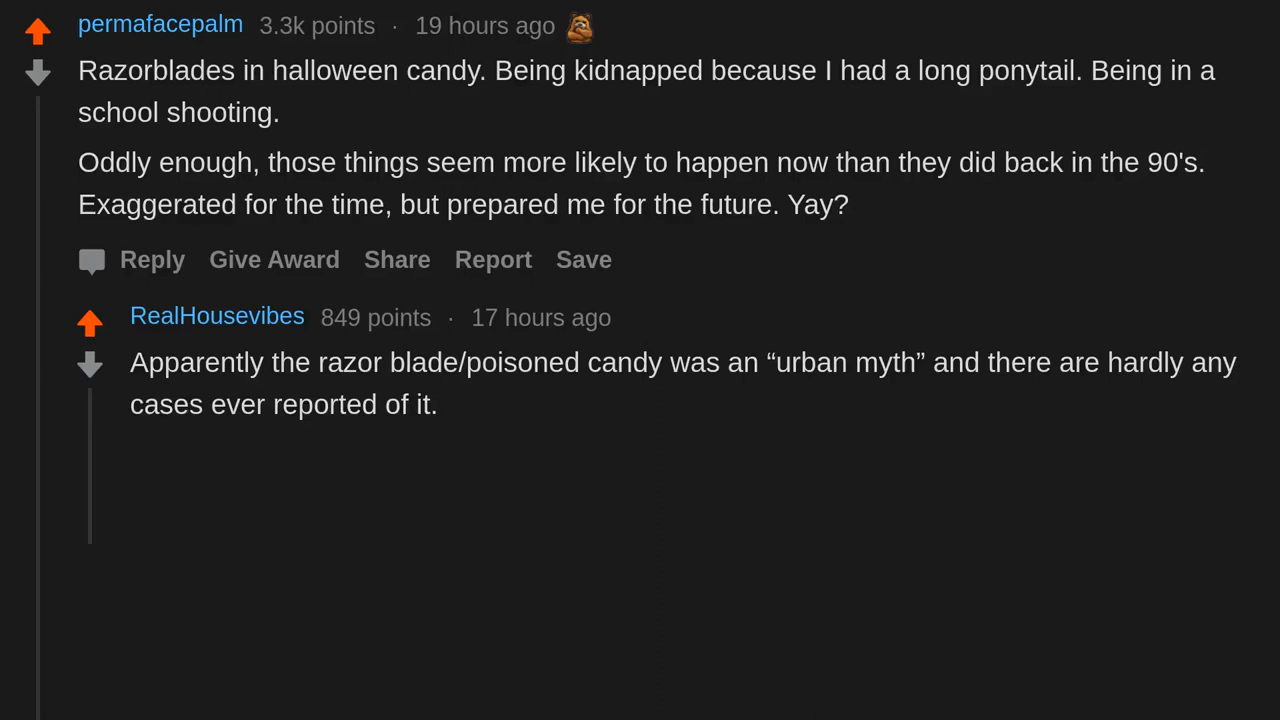 permafacepalm 3.3k points · 19 hours ago
Razorblades in halloween candy. Being kidnapped because I had a long ponytail. Being in a
school shooting.
Oddly enough, those things seem more likely to happen now than they did back in the 90's.
Exaggerated for the time, but prepared me for the future. Yay?
Reply Give Award Share Report Save
RealHousevibes 849 points · 17 hours ago
Apparently the razor blade/poisoned candy was an “urban myth” and there are hardly any
cases ever reported of it.